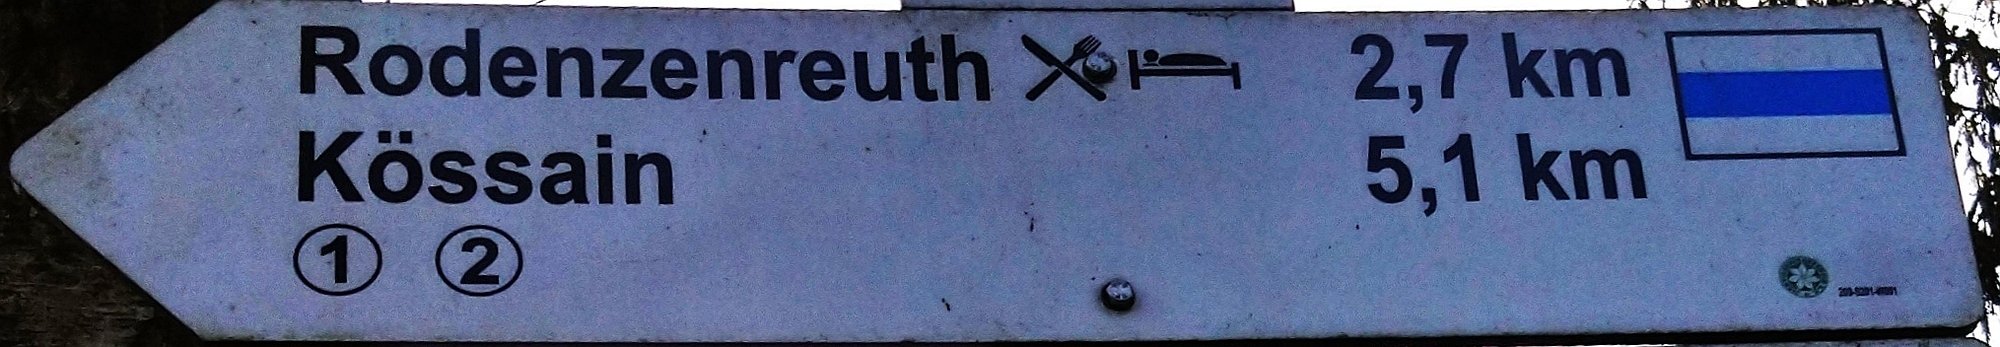 Rodenzenreuth 2,7 km
Kössain 5,1 km
1 2